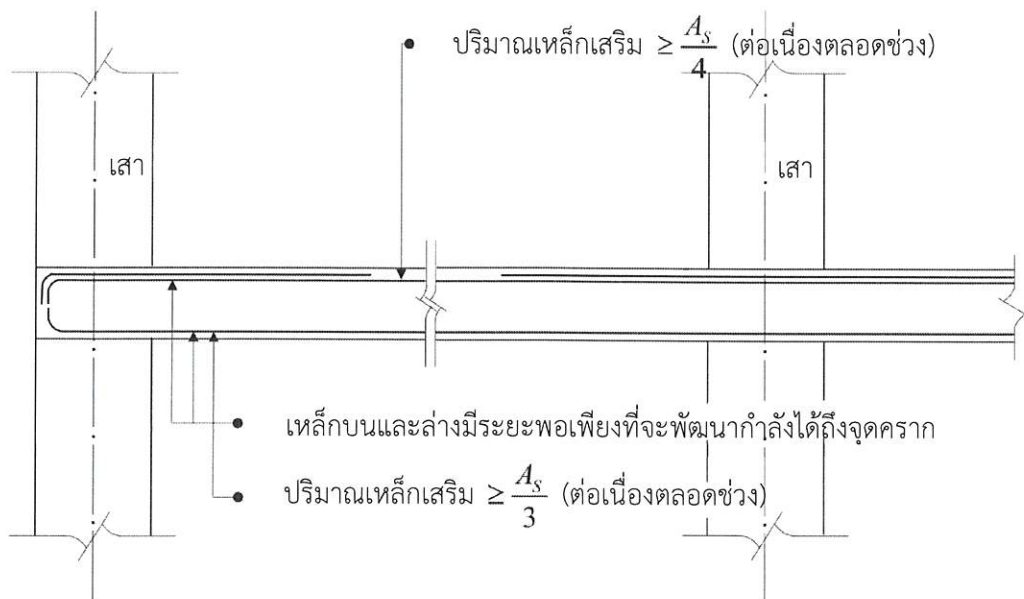 ปริมาณเหล็กเสริม ≥ A_S/4 (ต่อเนื่องตลอดช่วง)
เสา
เสา
เหล็กบนและล่างมีระยะพอเพียงที่จะพัฒนากำลังได้ถึงจุดคราก
ปริมาณเหล็กเสริม ≥ A_S/3 (ต่อเนื่องตลอดช่วง)